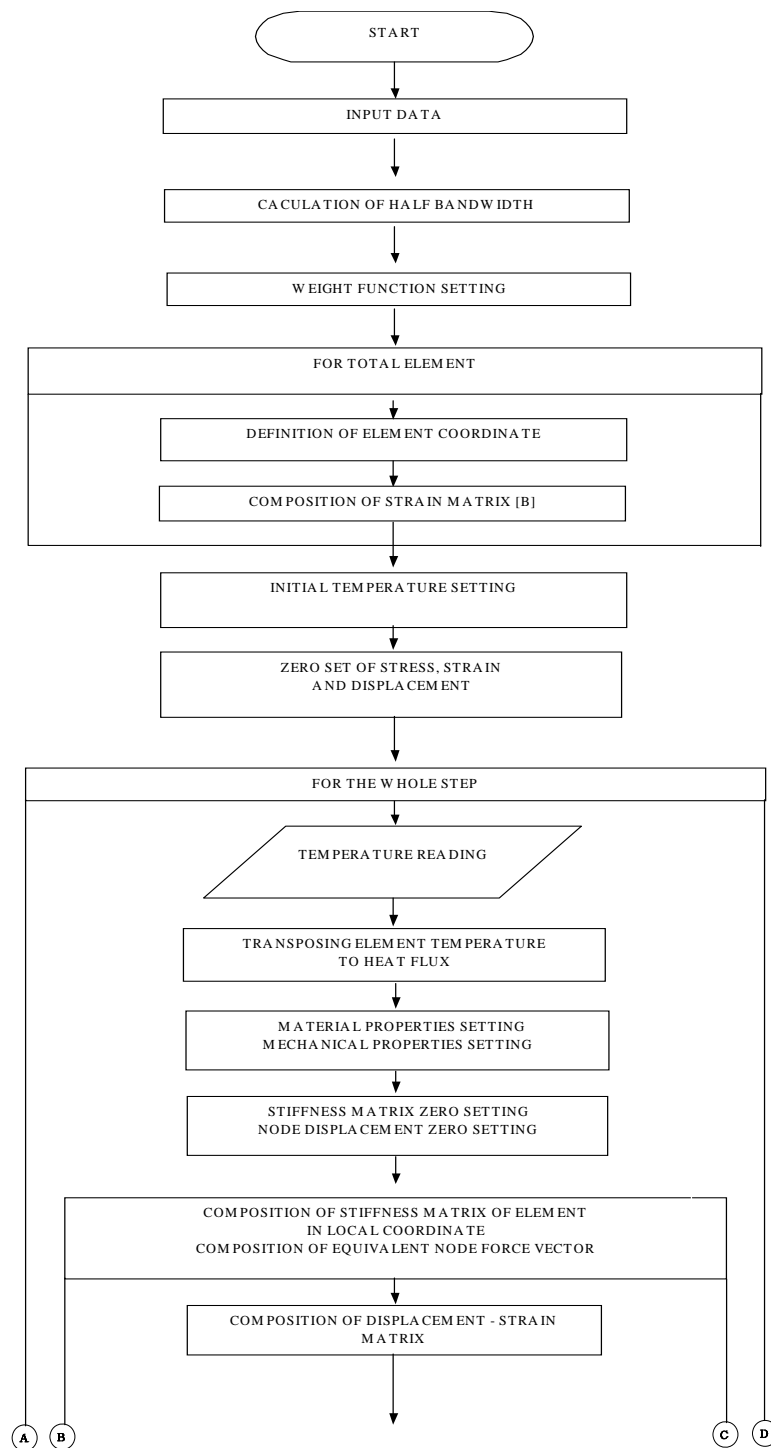 START
INPUT DATA
CACULATION OF HALF BANDWIDTH
WEIGHT FUNCTION SETTING
FOR TOTAL ELEMENT
DEFINITION OF ELEMENT COORDINATE
COMPOSITION OF STRAIN MATRIX [B]
INITIAL TEMPERATURE SETTING
ZERO SET OF STRESS, STRAIN
AND DISPLACEMENT
FOR THE WHOLE STEP
TEMPERATURE READING
TRANSPOSING ELEMENT TEMPERATURE
TO HEAT FLUX
MATERIAL PROPERTIES SETTING
MECHANICAL PROPERTIES SETTING
STIFFNESS MATRIX ZERO SETTING
NODE DISPLACEMENT ZERO SETTING
COMPOSITION OF STIFFNESS MATRIX OF ELEMENT
IN LOCAL COORDINATE
COMPOSITION OF EQUIVALENT NODE FORCE VECTOR
COMPOSITION OF DISPLACEMENT - STRAIN
MATRIX
A B C D